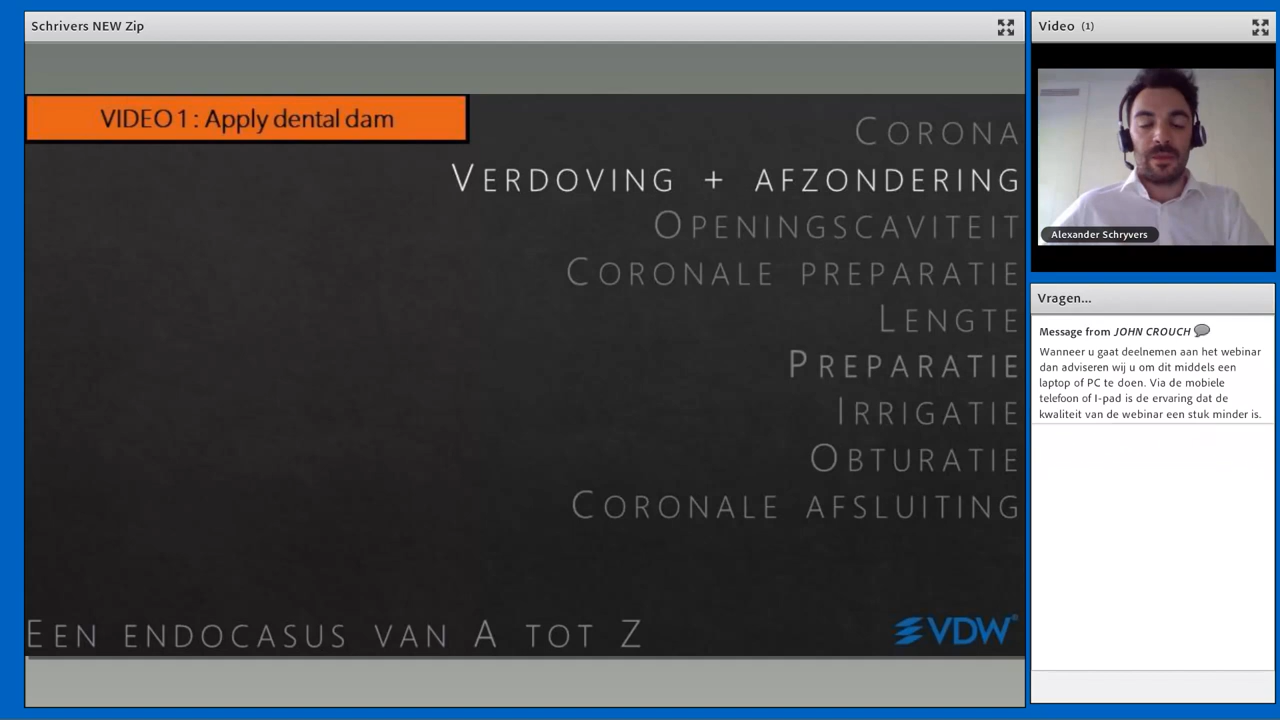 Schrivers NEW Zip
VIDEO 1 : Apply dental dam
CORONA
VERDOVING + AFZONDERING
OPENINGSCAVITEIT
CORONALE PREPARATIE
LENGTE
PREPARATIE
IRRIGATIE
OBTURATIE
CORONALE AFSLUITING
EEN ENDOCASUS VAN A TOT Z
VDW®
Video (1)
Alexander Schryvers
Vragen...
Message from JOHN CROUCH
Wanneer u gaat deelnemen aan het webinar
dan adviseren wij u om dit middels een
laptop of PC te doen. Via de mobiele
telefoon of I-pad is de ervaring dat de
kwaliteit van de webinar een stuk minder is.